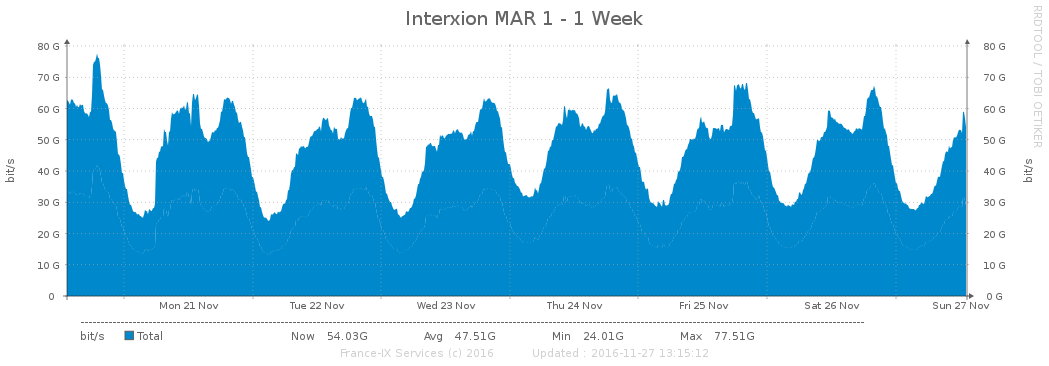 Interxion MAR 1 - 1 Week
RRDTOOL / TOBI OETIKER
bit/s
80 G
70 G
60 G
50 G
40 G
30 G
20 G
10 G
0
80 G
70 G
60 G
50 G
40 G
30 G
20 G
10 G
0 G
bit/s
Mon 21 Nov Tue 22 Nov Wed 23 Nov Thu 24 Nov Fri 25 Nov Sat 26 Nov Sun 27 Nov
bit/s Total Now 54.03G Avg 47.51G Min 24.01G Max 77.51G
France-IX Services (c) 2016 Updated : 2016-11-27 13:15:12